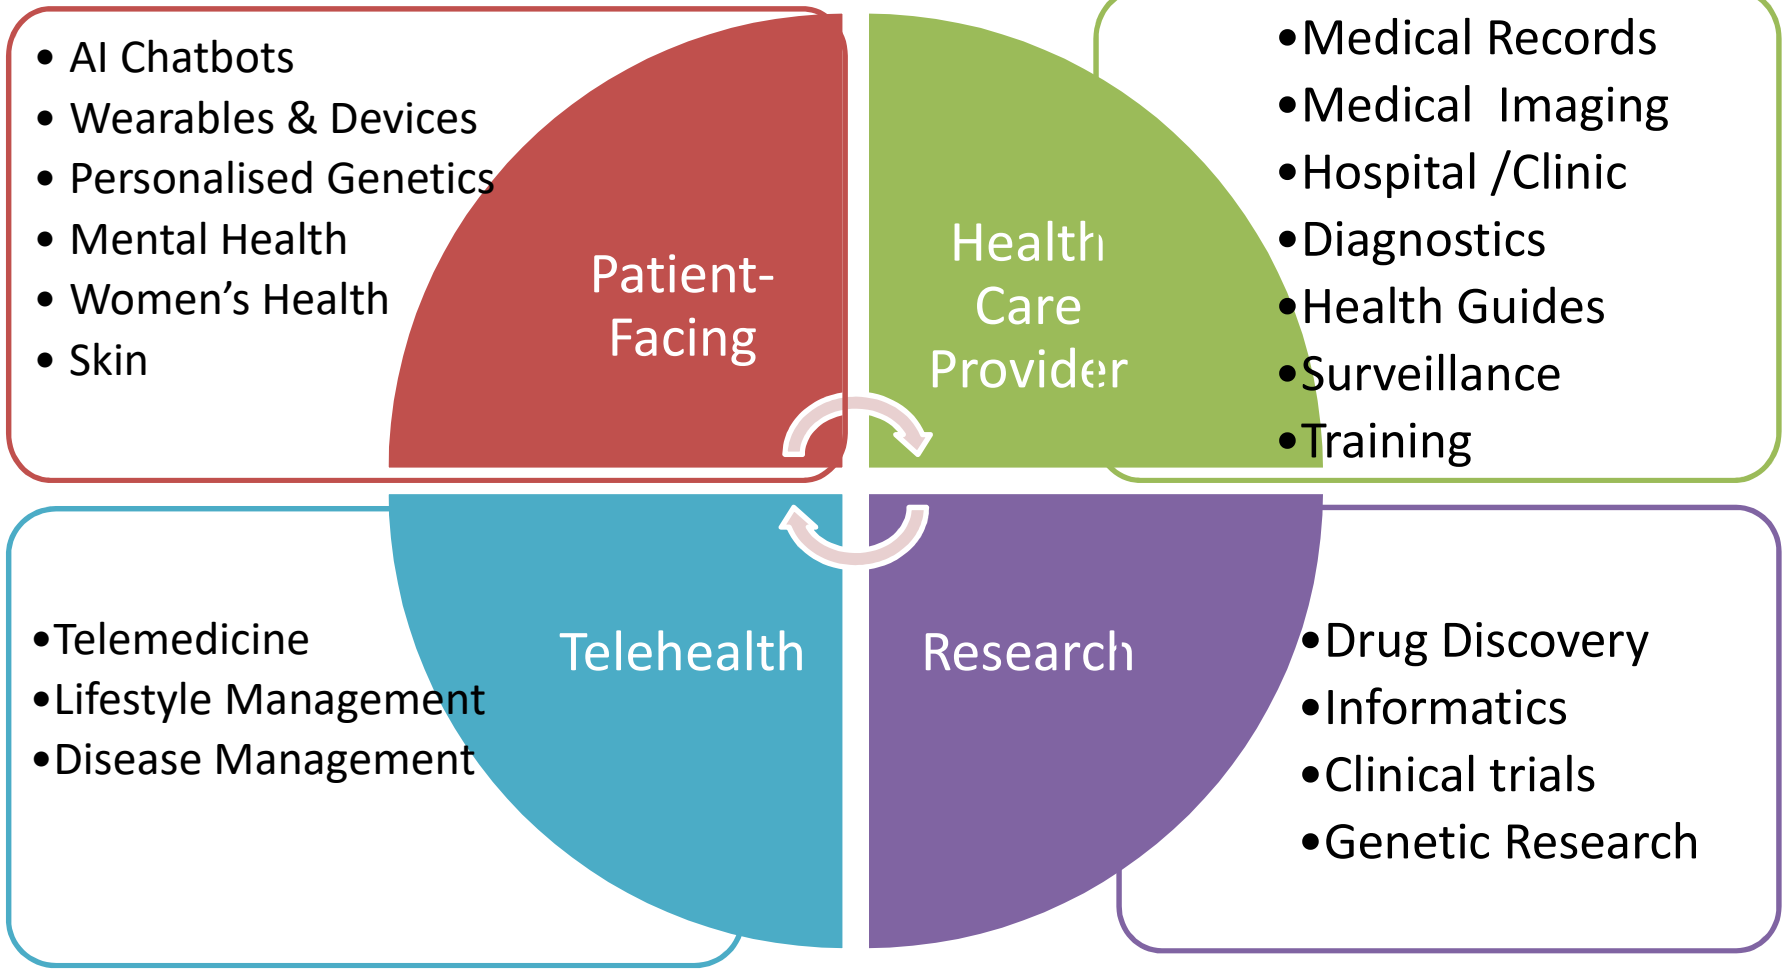 • AI Chatbots
• Wearables & Devices
• Personalised Genetics
• Mental Health
• Women’s Health
• Skin
Patient-
Facing
Health
Care
Provider
•Medical Records
•Medical  Imaging
•Hospital /Clinic
•Diagnostics
•Health Guides
•Surveillance
•Training
•Telemedicine
•Lifestyle Management
•Disease Management
Telehealth
Research
•Drug Discovery
•Informatics
•Clinical trials
•Genetic Research